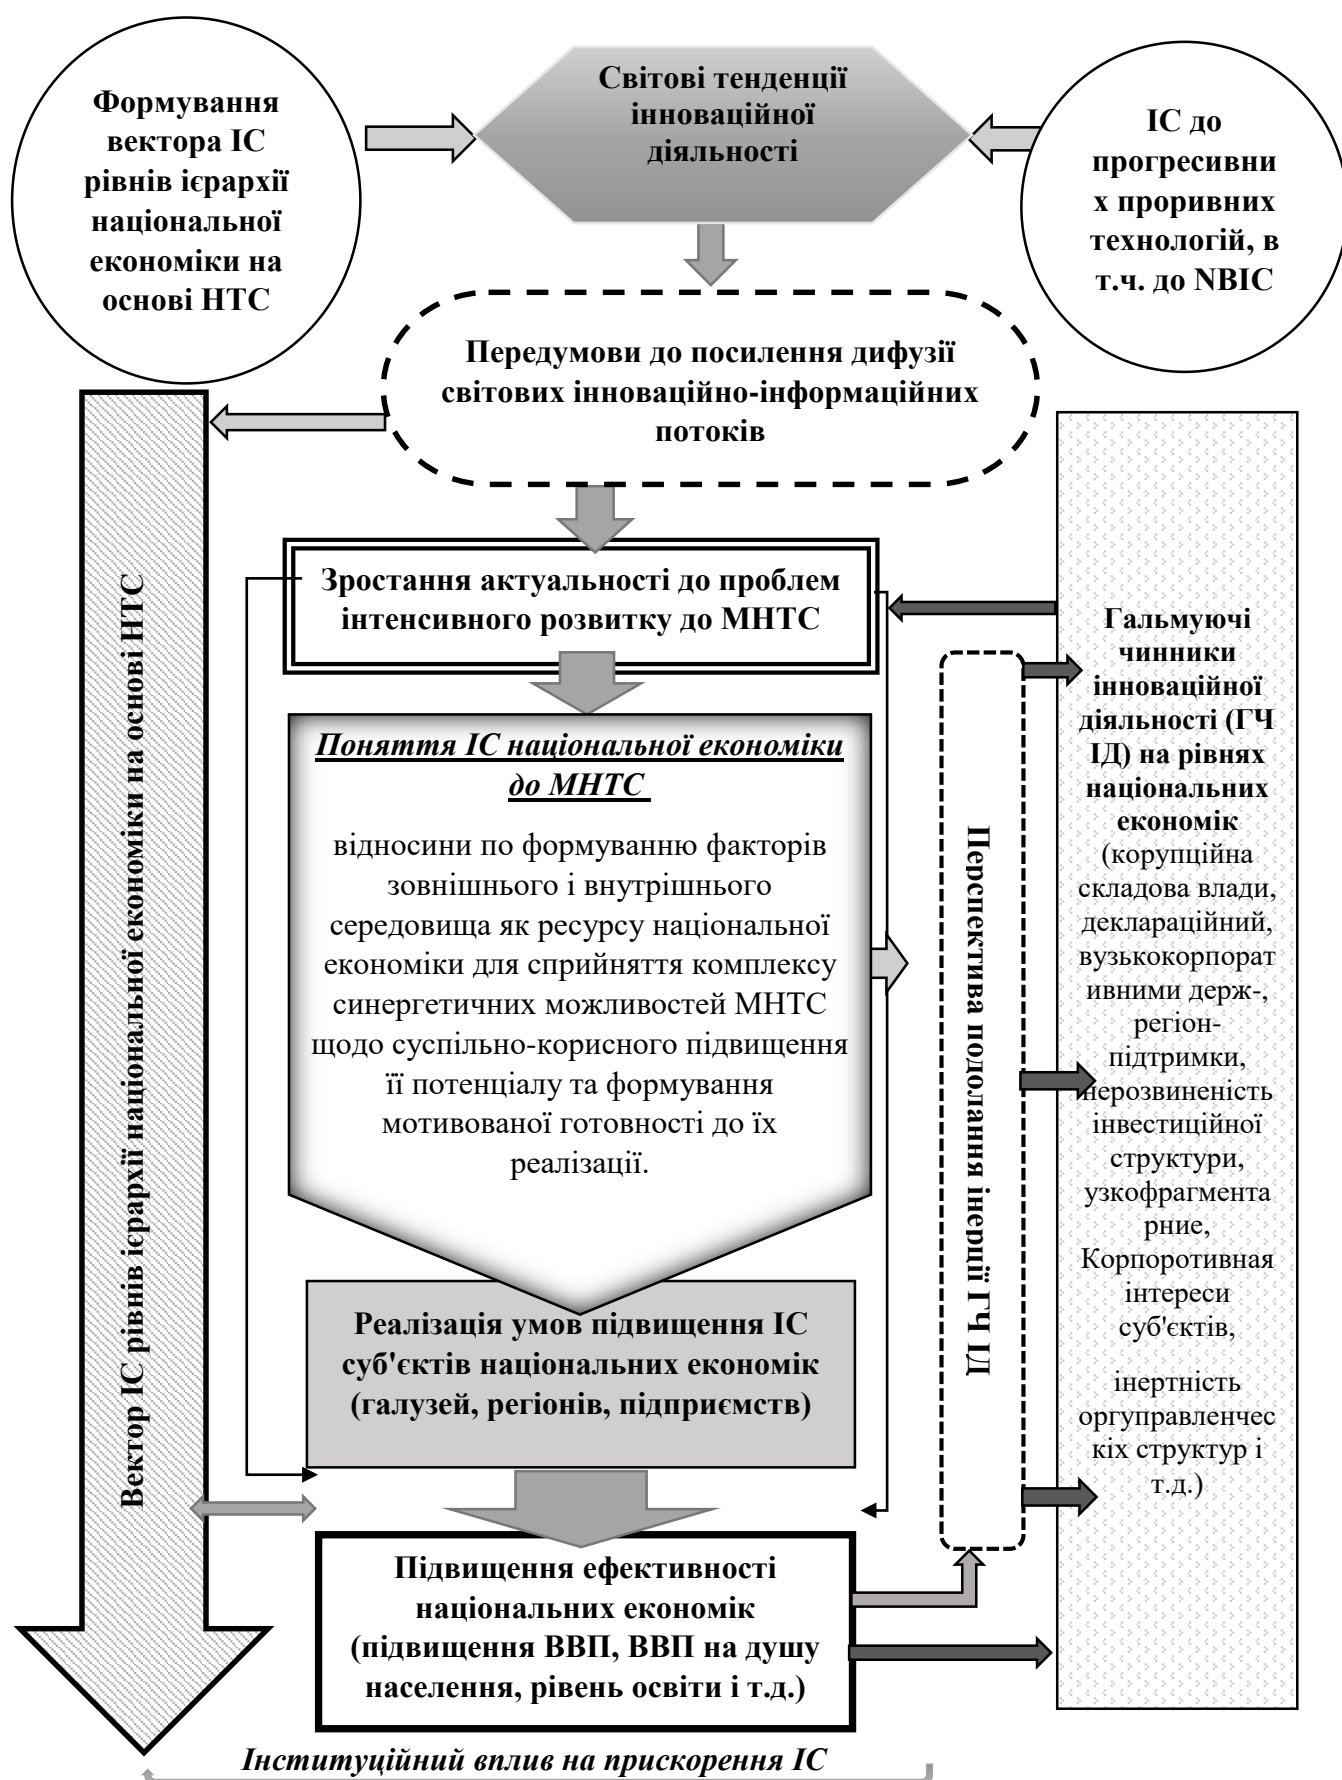 Формування
вектора ІС
рівнів ієрархії
національної
економіки на
основі НТС
Світові тенденції
інноваційної
діяльності
ІС до
прогресивни
х проривних
технологій, в
т.ч. до NBIC
Передумови до посилення дифузії
світових інноваційно-інформаційних
потоків
Зростання актуальності до проблем
інтенсивного розвитку до МНТС
Поняття ІС національної економіки
до МНТС
відносини по формуванню факторів
зовнішнього і внутрішнього
середовища як ресурсу національної
економіки для сприйняття комплексу
синергетичних можливостей МНТС
щодо суспільно-корисного підвищення
її потенціалу та формування
мотивованої готовності до їх
реалізації.
Реалізація умов підвищення ІС
суб'єктів національних економік
(галузей, регіонів, підприємств)
Підвищення ефективності
національних економік
(підвищення ВВП, ВВП на душу
населення, рівень освіти і т.д.)
Вектор ІС рівнів ієрархії національної економіки на основі НТС
Перспектива подолання інерції ГЧ ІД
Гальмуючі
чинники
інноваційної
діяльності (ГЧ
ІД) на рівнях
національних
економік
(корупційна
складова влади,
деклараційний,
вузькокорпорат
ивними держ-,
регіон-
підтримки,
нерозвиненість
інвестиційної
структури,
узкофрагмента
рние,
Корпоротивная
інтереси
суб'єктів,
інертність
оргуправленчес
кіх структур і
т.д.)
Інституційний вплив на прискорення ІС